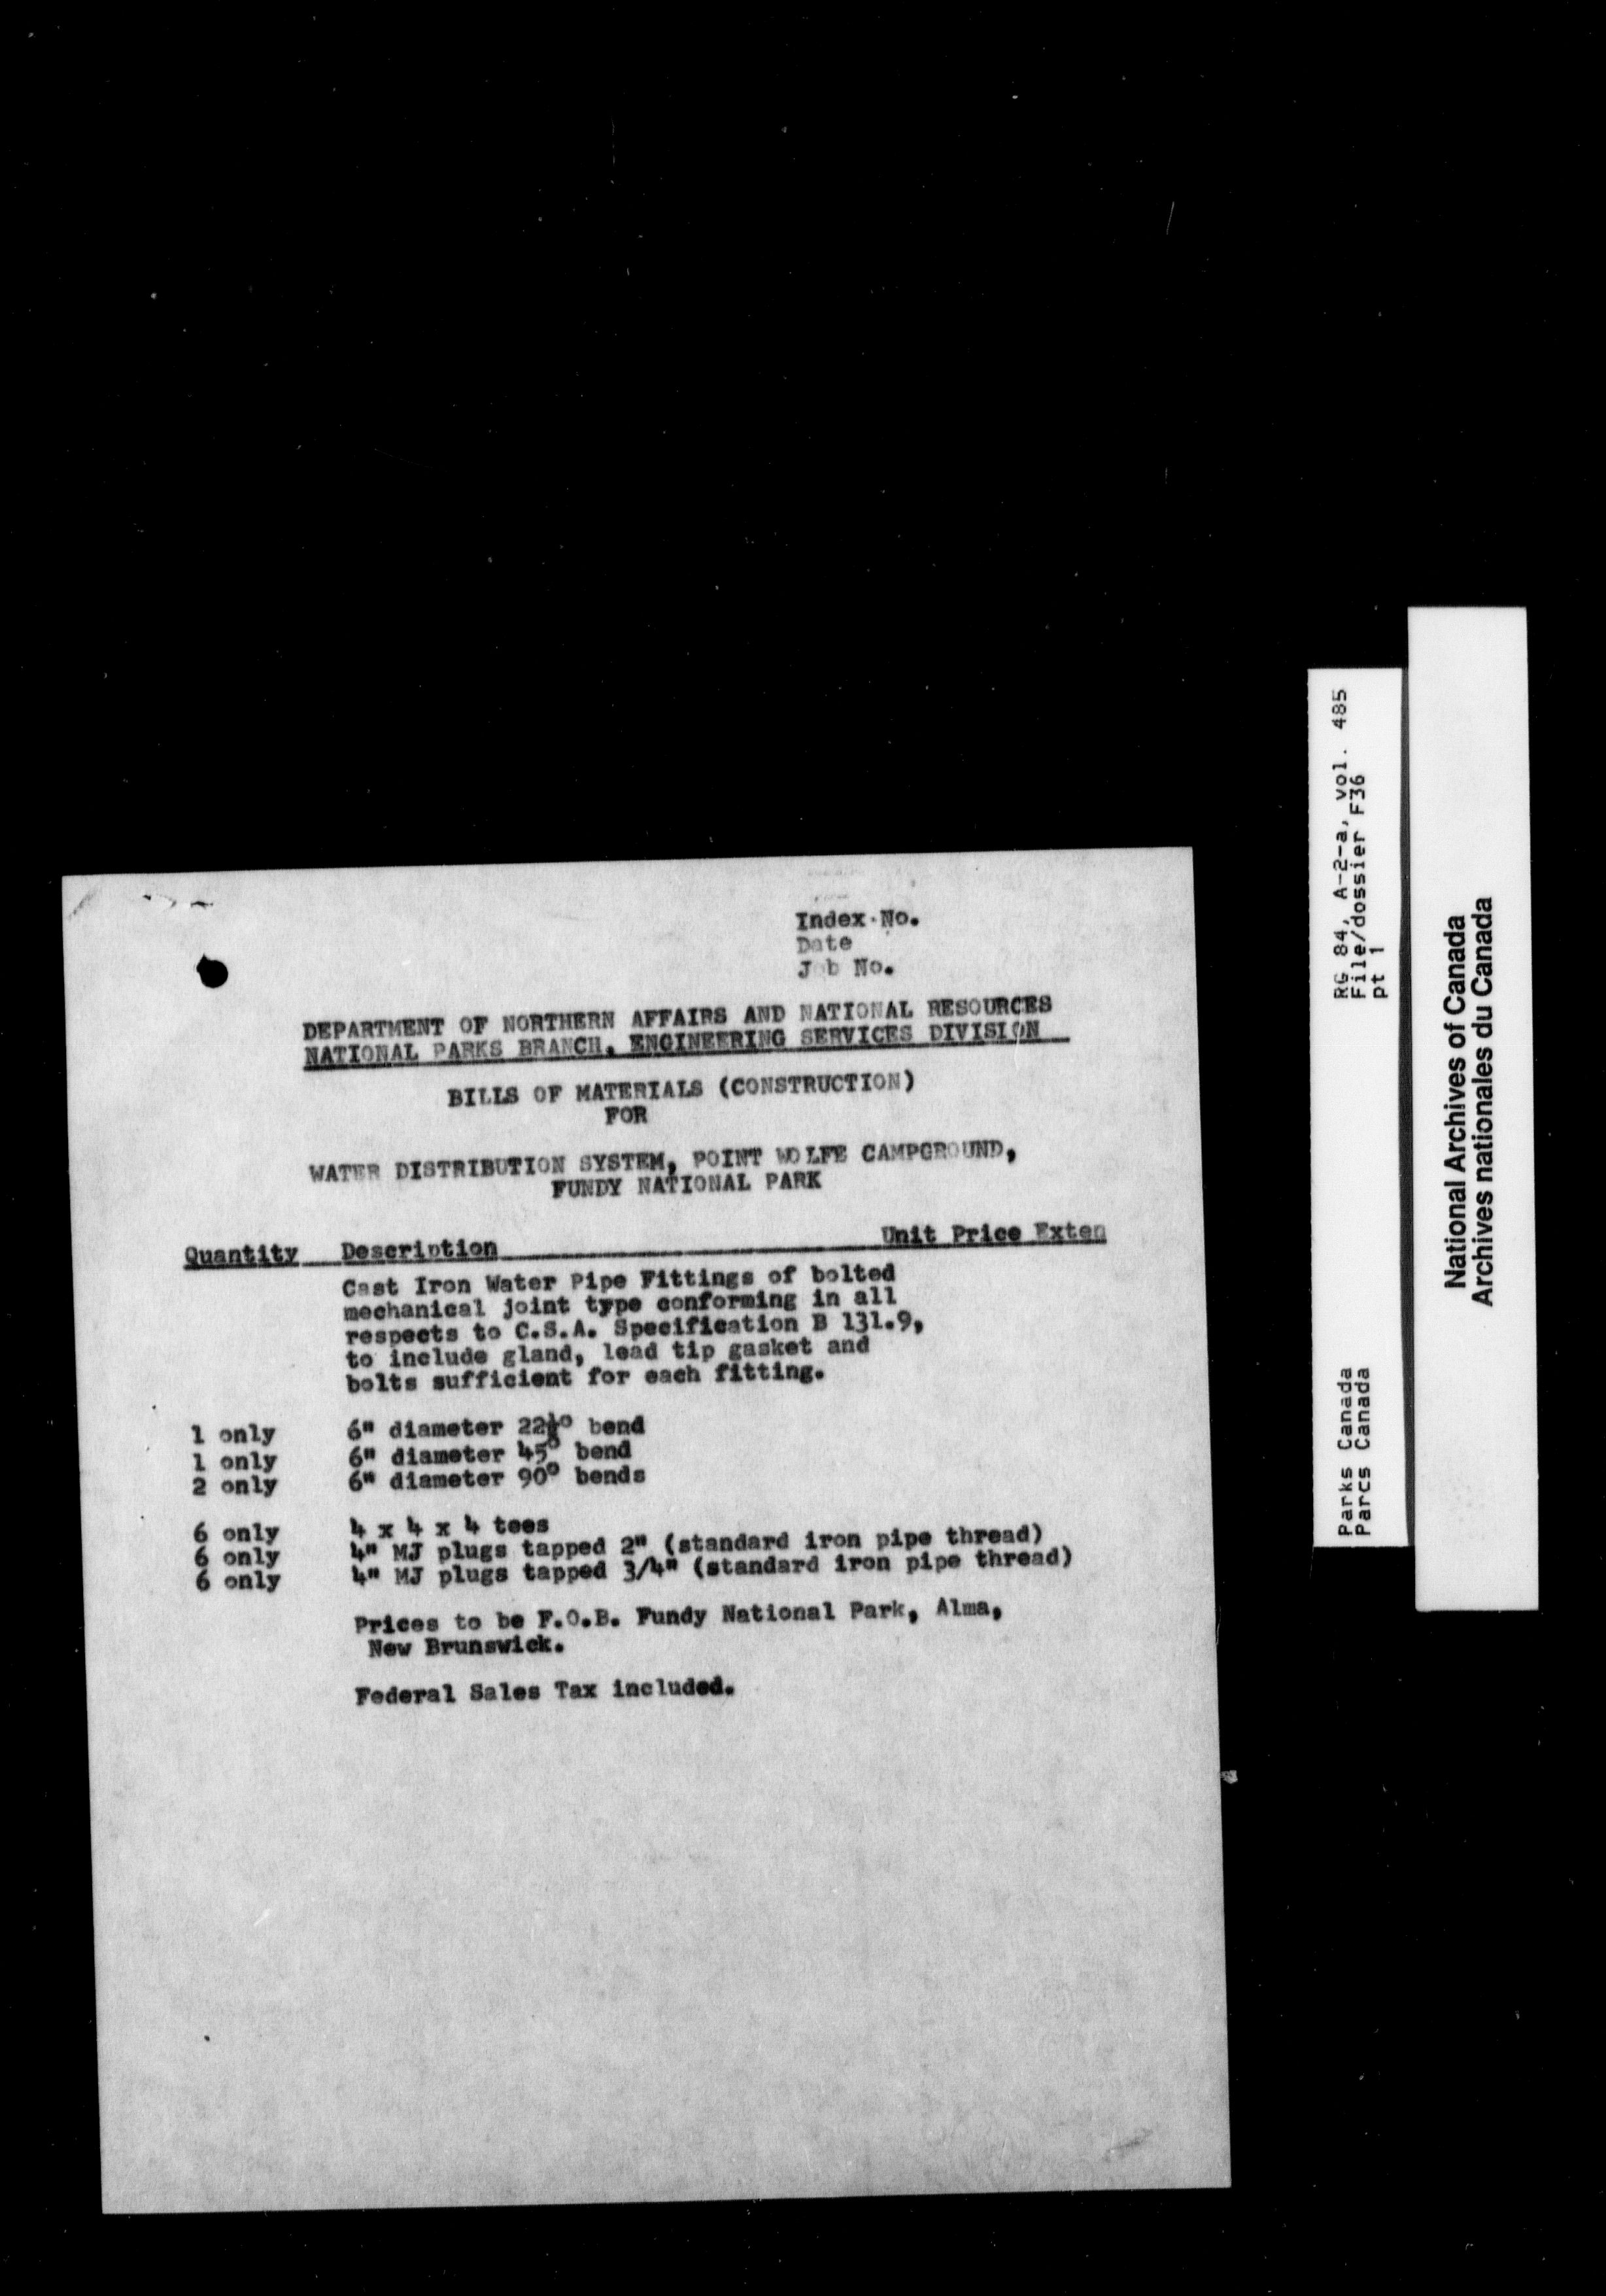 Index No.
Date
Job No.
DEPARTMENT OF NORTHERN AFFAIRS AND NATIONAL RESOURCES
NATIONAL PARKS BRANCH, ENGINEERING SERVICES DIVISION
BILLS OF MATERIALS (CONSTRUCTION)
FOR
WATER DISTRIBUTION SYSTEM, POINT WOLFE CAMPGROUND,
FUNDY NATIONAL PARK
Quantity Description Unit Price Exten
Cast Iron Water Pipe Fittings of bolted
mechanical joint type conforming in all
respects to C.S.A. Specification B 131.9,
to include gland, lead tip gasket and
bolts sufficient for each fitting.
1 only 6" diameter 22½° bend
1 only 6" diameter 45° bend
2 only 6" diameter 90° bends
6 only 4 x 4 x 4 tees
6 only 4" MJ plugs tapped 2" (standard iron pipe thread)
6 only 4" MJ plugs tapped 3/4" (standard iron pipe thread)
Prices to be F.O.B. Fundy National Park, Alma,
New Brunswick.
Federal Sales Tax included.
RG 84, A-2-a, vol. 485
File/dossier F36
pt 1
Parks Canada
Parcs Canada
National Archives of Canada
Archives nationales du Canada